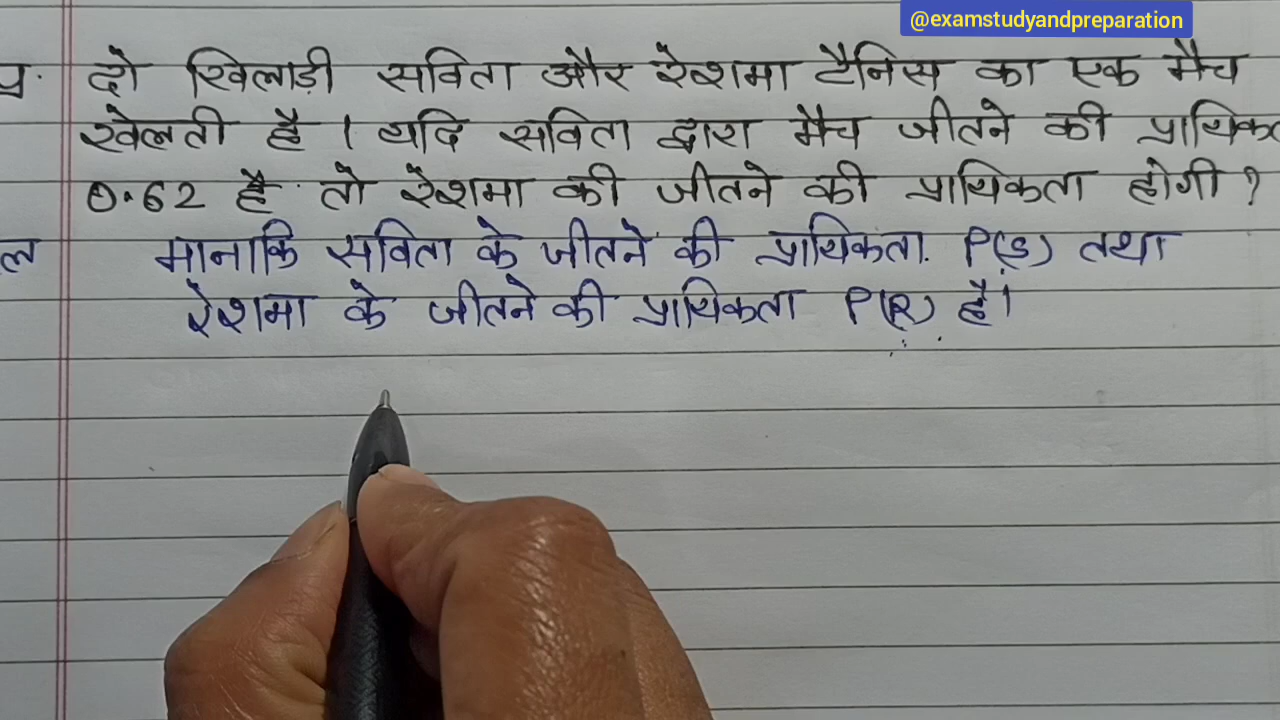 @examstudyandpreparation
प्र. दो खिलाड़ी सविता और रेशमा टैनिस का एक मैच
खेलती है । यदि सविता द्वारा मैच जीतने की प्रायिकत
0.62 है तो रेशमा की जीतने की प्रायिकता होगी ?
ल मानाकि सविता के जीतने की प्रायिकता P(S) तथा
रेशमा के जीतने की प्रायिकता P(R) है।